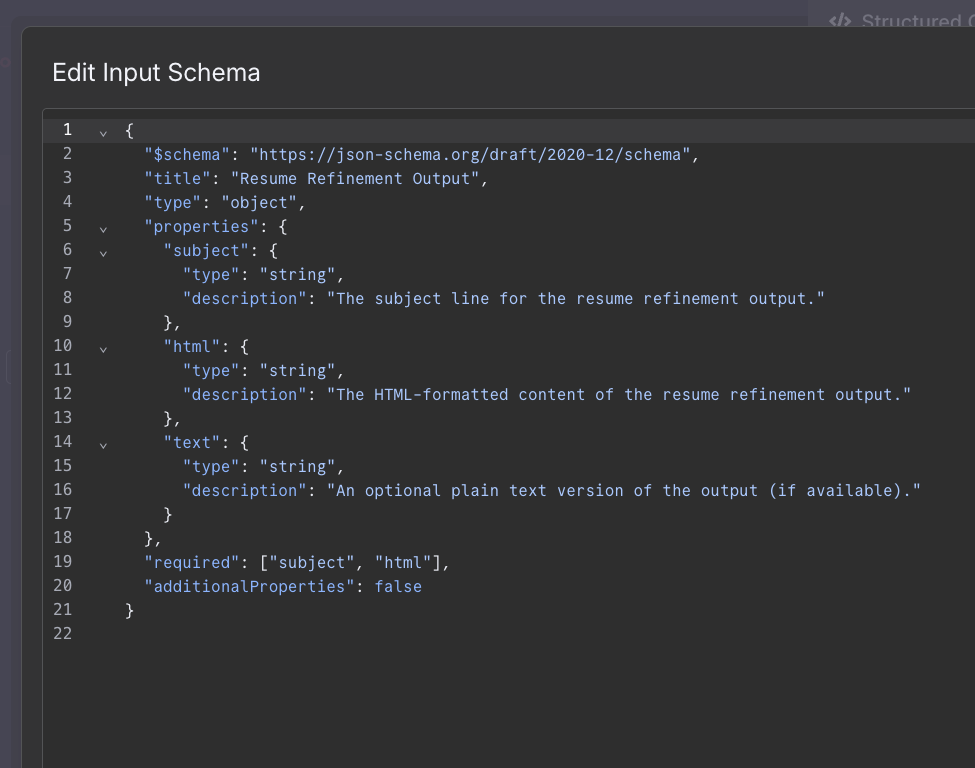 </> Structured
Edit Input Schema
1 {
2   "$schema": "https://json-schema.org/draft/2020-12/schema",
3   "title": "Resume Refinement Output",
4   "type": "object",
5   "properties": {
6     "subject": {
7       "type": "string",
8       "description": "The subject line for the resume refinement output."
9     },
10     "html": {
11       "type": "string",
12       "description": "The HTML-formatted content of the resume refinement output."
13     },
14     "text": {
15       "type": "string",
16       "description": "An optional plain text version of the output (if available)."
17     }
18   },
19   "required": ["subject", "html"],
20   "additionalProperties": false
21 }
22